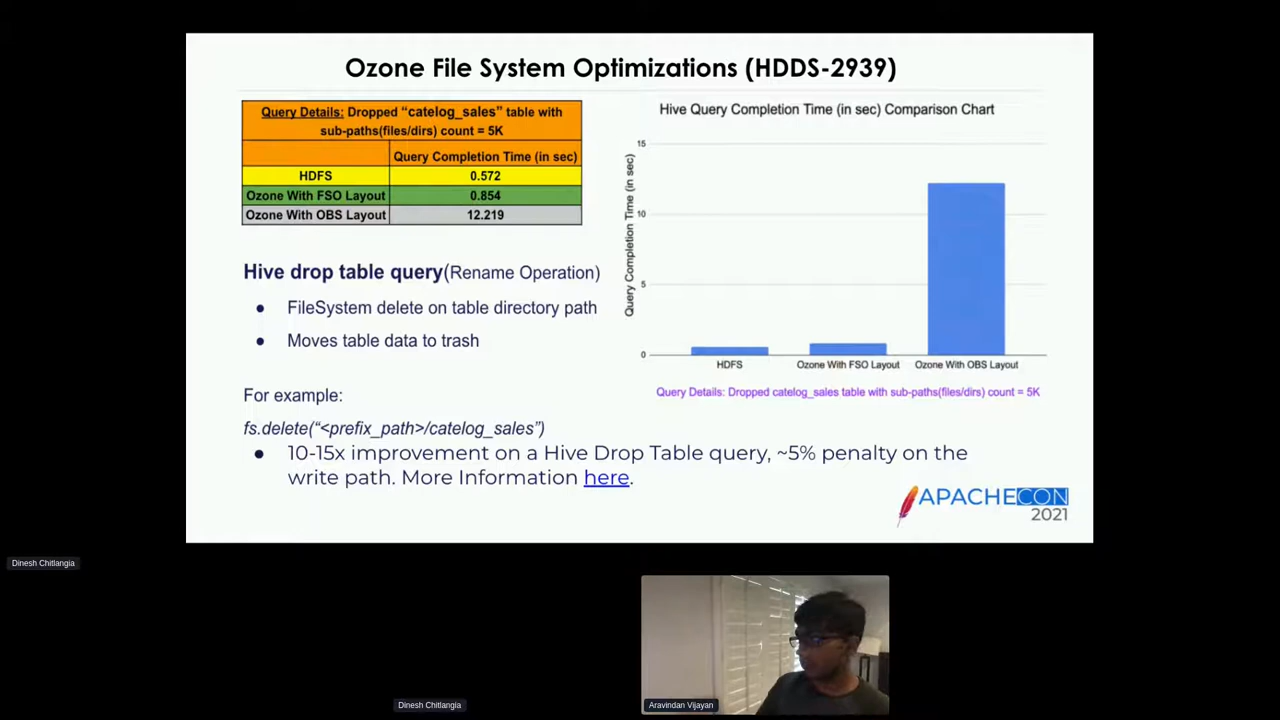 Ozone File System Optimizations (HDDS-2939)
Query Details: Dropped “catelog_sales” table with
sub-paths(files/dirs) count = 5K
Query Completion Time (in sec)
HDFS 0.572
Ozone With FSO Layout 0.854
Ozone With OBS Layout 12.219
Hive drop table query(Rename Operation)
● FileSystem delete on table directory path
● Moves table data to trash
For example:
fs.delete(“<prefix_path>/catelog_sales”)
● 10-15x improvement on a Hive Drop Table query, ~5% penalty on the
write path. More Information here.
Hive Query Completion Time (in sec) Comparison Chart
Query Completion Time (in sec)
15
10
5
0
HDFS Ozone With FSO Layout Ozone With OBS Layout
Query Details: Dropped catelog_sales table with sub-paths(files/dirs) count = 5K
APACHECON
2021
Dinesh Chitlangia
Dinesh Chitlangia
Aravindan Vijayan